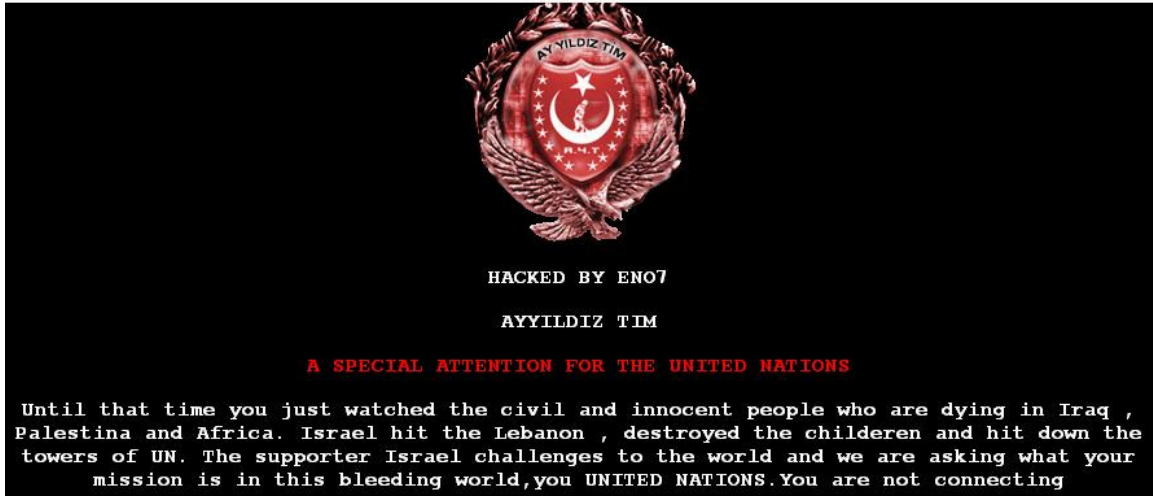 AY YILDIZ TIM
A.Y.T
HACKED BY ENO7
AYYILDIZ TIM
A SPECIAL ATTENTION FOR THE UNITED NATIONS
Until that time you just watched the civil and innocent people who are dying in Iraq ,
Palestina and Africa. Israel hit the Lebanon , destroyed the childeren and hit down the
towers of UN. The supporter Israel challenges to the world and we are asking what your
mission is in this bleeding world,you UNITED NATIONS.You are not connecting